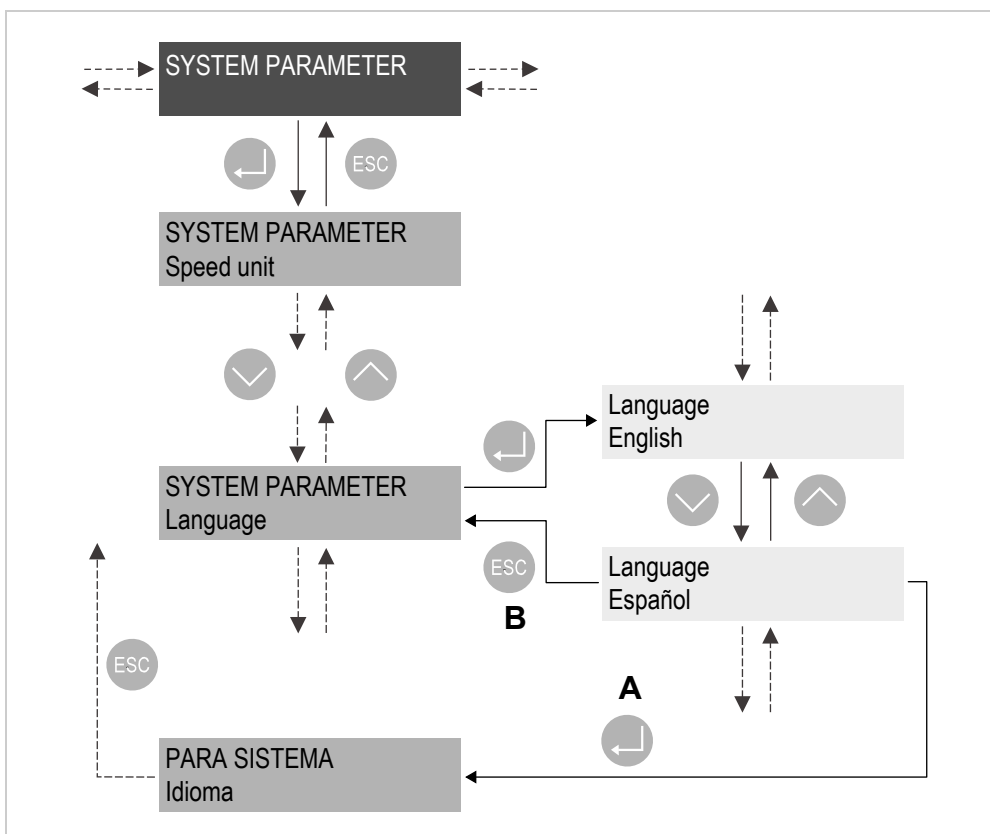 SYSTEM PARAMETER
ESC
SYSTEM PARAMETER
Speed unit
Language
English
SYSTEM PARAMETER
Language
ESC
B
Language
Español
ESC
A
PARA SISTEMA
Idioma